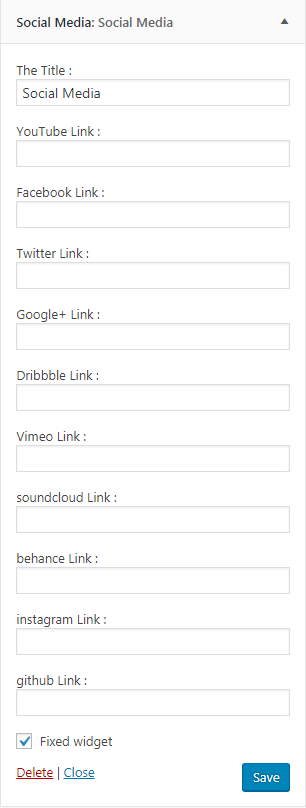 Social Media: Social Media
The Title :
Social Media
YouTube Link :
Facebook Link :
Twitter Link :
Google+ Link :
Dribbble Link :
Vimeo Link :
soundcloud Link :
behance Link :
instagram Link :
github Link :
Fixed widget
Delete | Close
Save